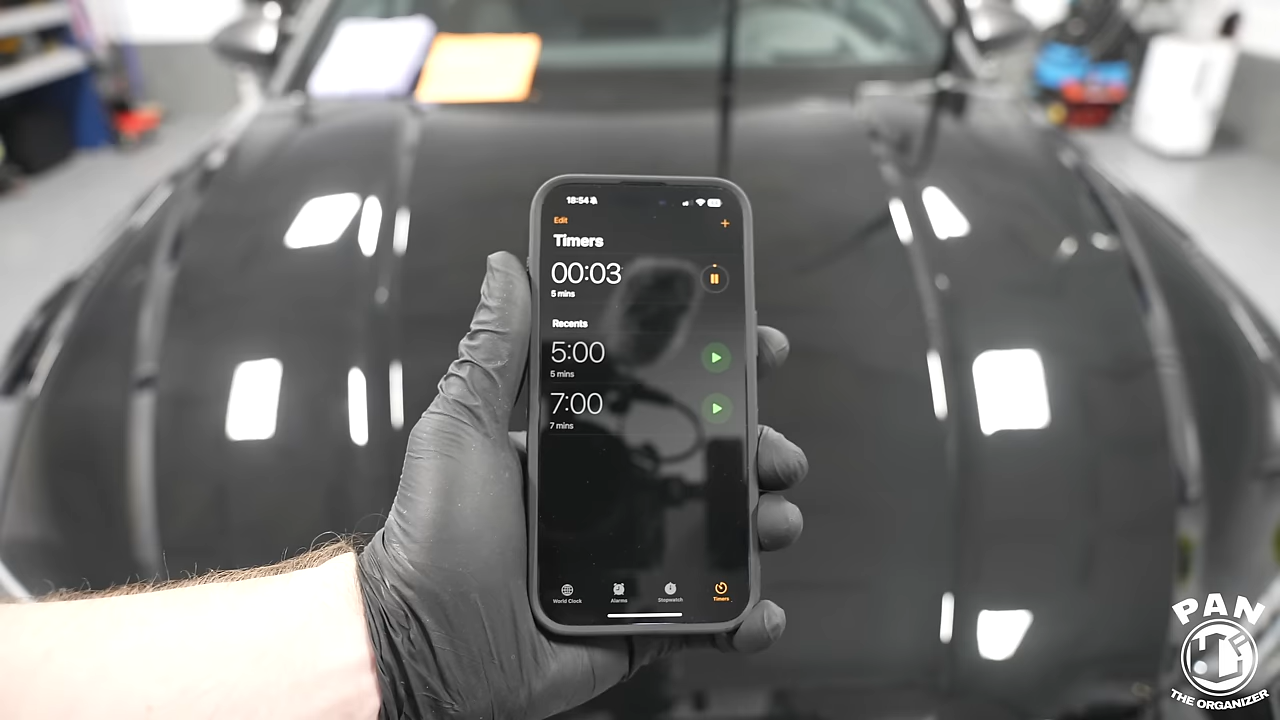 18:54
Edit
+
Timers
00:03
5 mins
Recents
5:00
5 mins
7:00
7 mins
World Clock
Alarms
Stopwatch
Timers
PAN
THE ORGANIZER